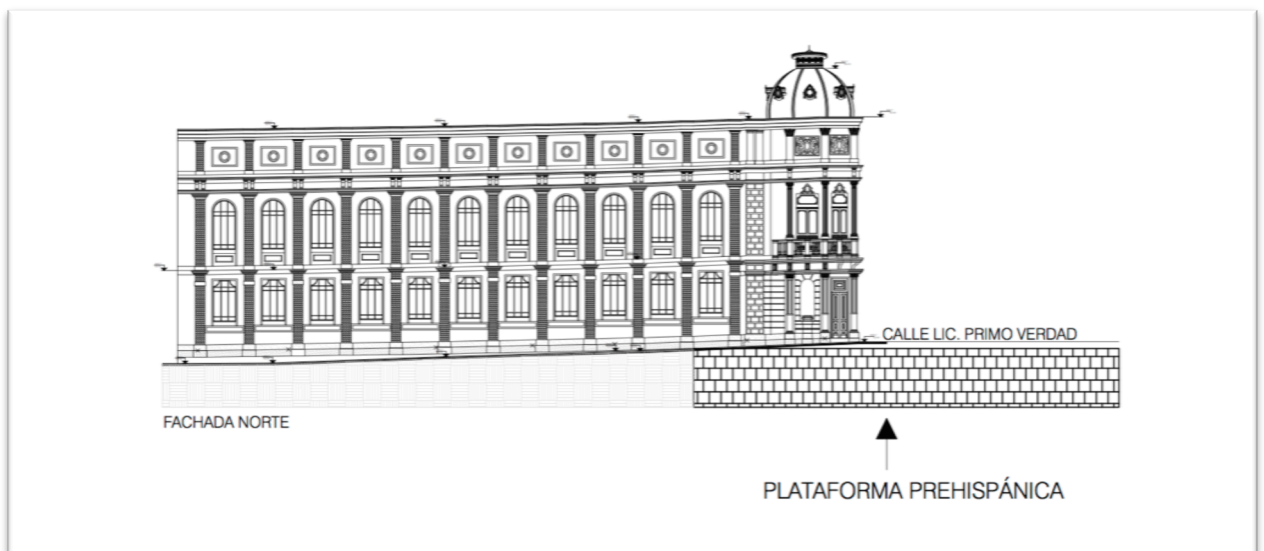 CALLE LIC. PRIMO VERDAD
FACHADA NORTE
PLATAFORMA PREHISPÁNICA